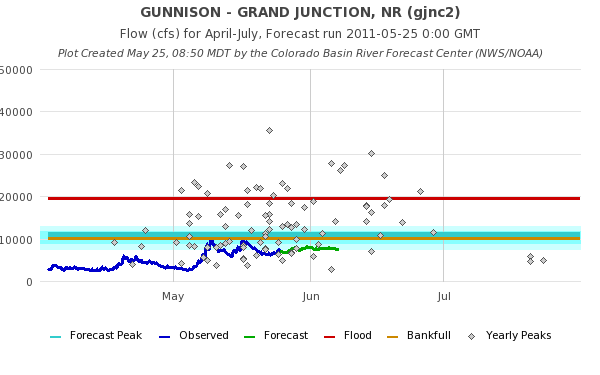 GUNNISON - GRAND JUNCTION, NR (gjnc2)
Flow (cfs) for April-July, Forecast run 2011-05-25 0:00 GMT
Plot Created May 25, 08:50 MDT by the Colorado Basin River Forecast Center (NWS/NOAA)
50000
40000
30000
20000
10000
0
May Jun Jul
Forecast Peak Observed Forecast Flood Bankfull Yearly Peaks